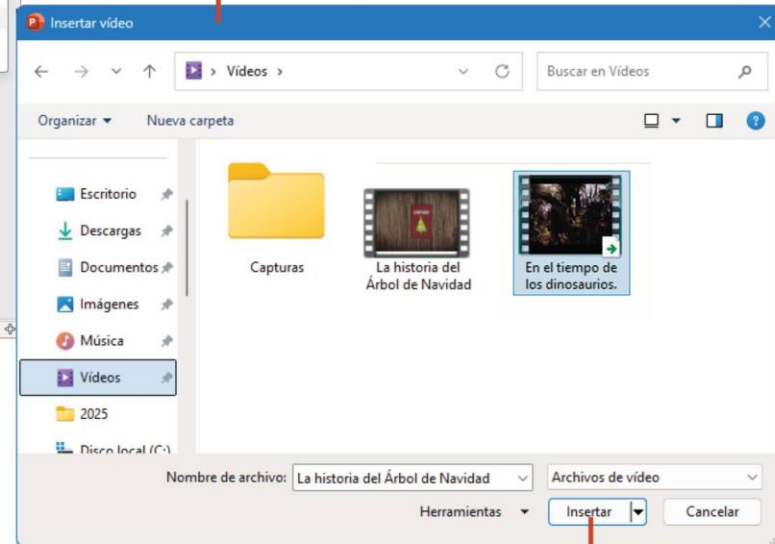 Insertar vídeo
Vídeos
Buscar en Vídeos
Organizar
Nueva carpeta
Escritorio
Descargas
Documentos
Imágenes
Música
Vídeos
2025
Disco local (C:)
Capturas
La historia del
Árbol de Navidad
En el tiempo de
los dinosaurios.
Nombre de archivo: La historia del Árbol de Navidad
Archivos de vídeo
Herramientas
Insertar
Cancelar